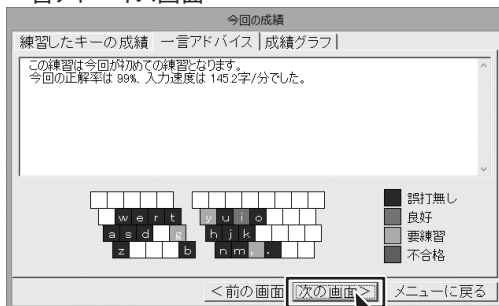 今回の成績
練習したキーの成績 一言アドバイス 成績グラフ
この練習は今回が初めての練習となります。
今回の正解率は 99%、入力速度は 145.2字/分でした。
w e r t y u i o
a s d g h j k
z b n m , .
誤打無し
良好
要練習
不合格
<前の画面 次の画面> メニューに戻る